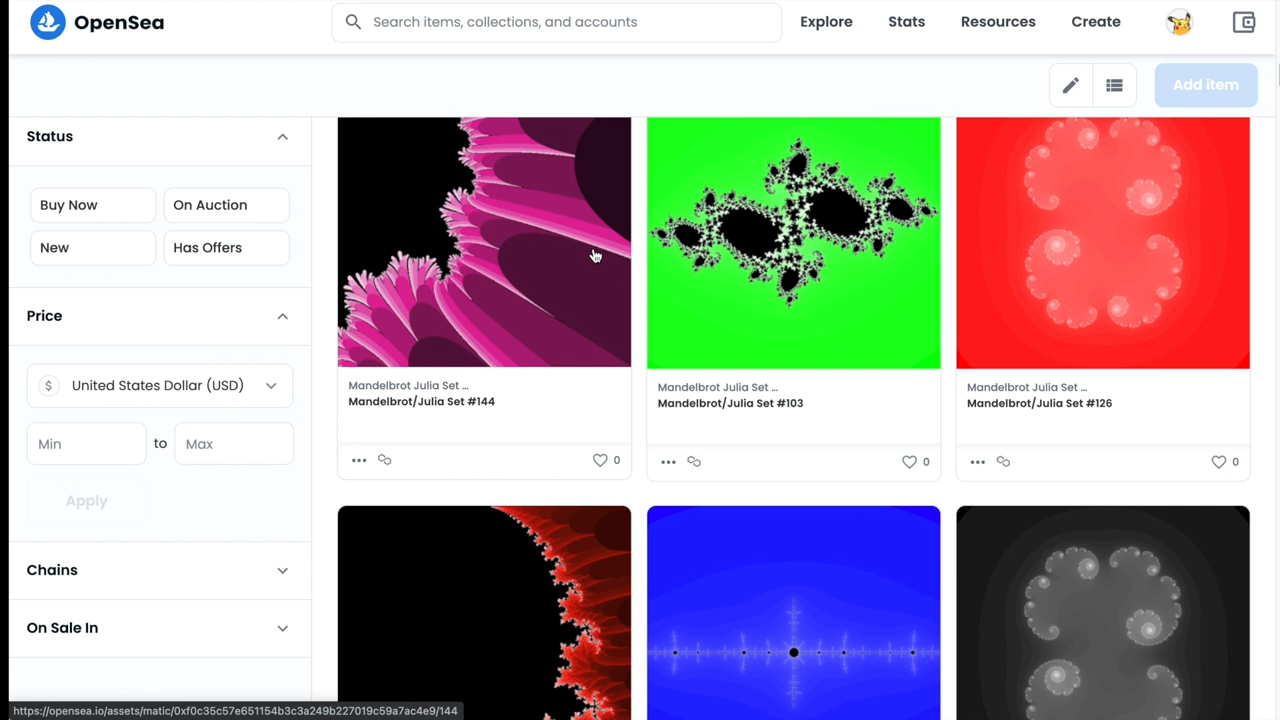 OpenSea
Search items, collections, and accounts
Explore
Stats
Resources
Create
Add item
Status
Buy Now
On Auction
New
Has Offers
Price
$ United States Dollar (USD)
Min
to
Max
Apply
Chains
On Sale In
Mandelbrot Julia Set ...
Mandelbrot/Julia Set #144
0
Mandelbrot Julia Set ...
Mandelbrot/Julia Set #103
0
Mandelbrot Julia Set ...
Mandelbrot/Julia Set #126
0
https://opensea.io/assets/matic/0xf0c35c57e651154b3c3a249b227019c59a7ac4e9/144